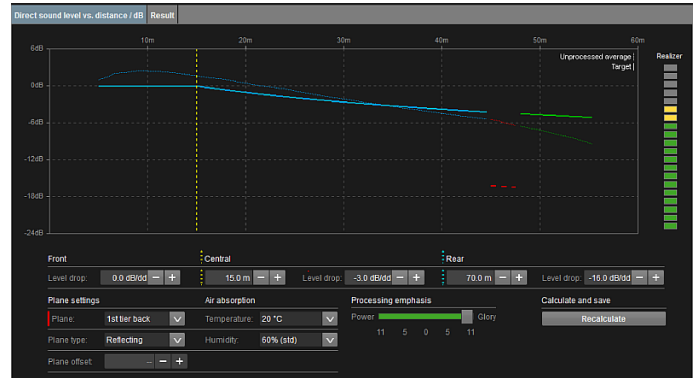 Direct sound level vs. distance / dB Result
10m 20m 30m 40m 50m 60m
6dB
Unprocessed average
Target
Realizer
0dB
-6dB
-12dB
-18dB
-24dB
Front Central Rear
Level drop: 0.0 dB/dd - + 15.0 m - + Level drop: -3.0 dB/dd - + 70.0 m - + Level drop: -16.0 dB/dd - +
Plane settings Air absorption Processing emphasis Calculate and save
Plane: 1st tier back Temperature: 20 °C Power Glory Recalculate
11 5 0 5 11
Plane type: Reflecting Humidity: 60% (std)
Plane offset: -- - +